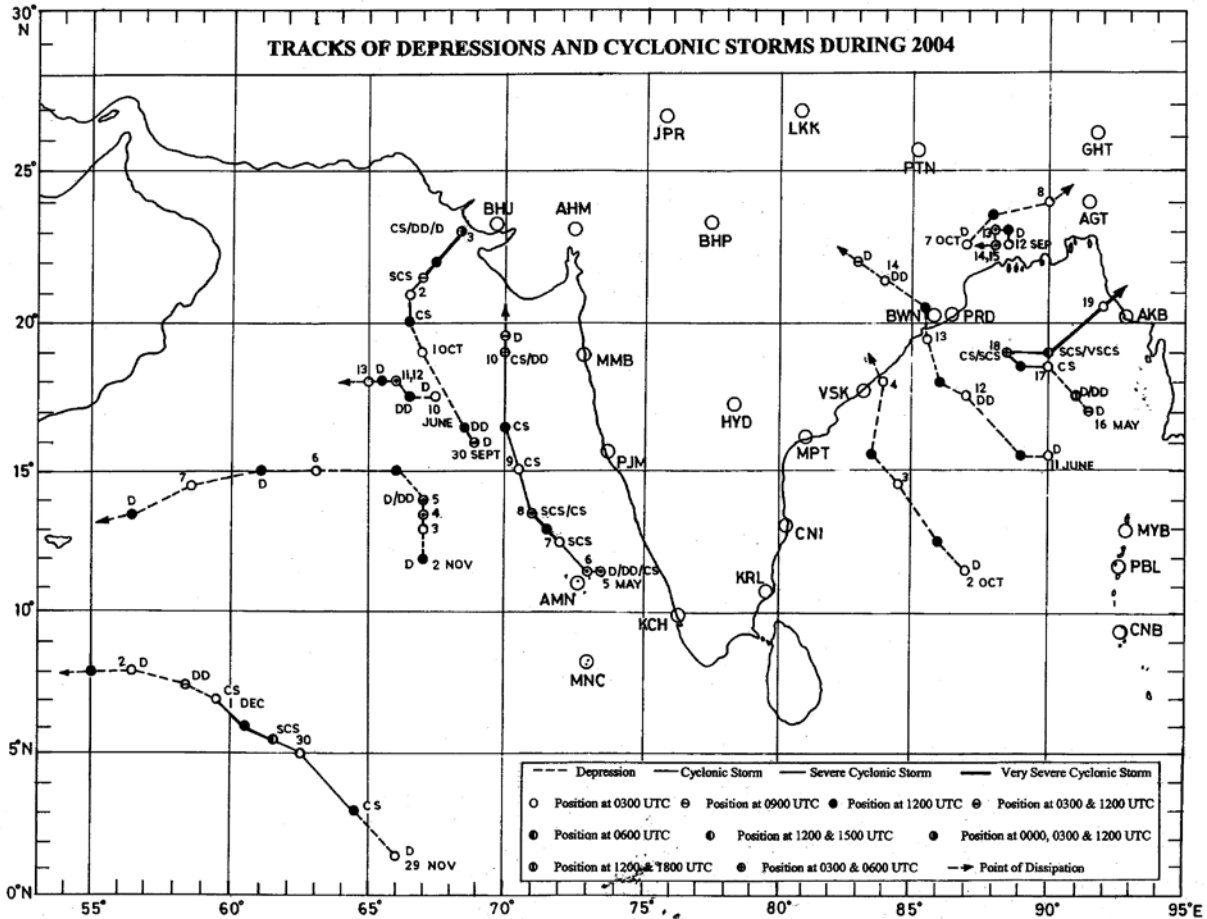 30°
N
TRACKS OF DEPRESSIONS AND CYCLONIC STORMS DURING 2004
JPR
LKK
PTN
GHT
25°
BHJ
AHM
BHP
AGT
CS/DD/D
3
8
D
7 OCT
13
D
12 SEP
14,15
SCS
2
D
14
DD
CS
D
10
CS/DD
BWN
PRD
19
AKB
20°
1 OCT
MMB
13
18
CS/SCS
SCS/VSCS
17
CS
13
D
11,12
DD
D
10
JUNE
VSK
4
12
DD
D/DD
D
16 MAY
HYD
CS
DD
D
30 SEPT
MPT
15°
9
CS
PJM
D
11 JUNE
7
D
6
3
D
D/DD
5
4
3
8
SCS/CS
7
SCS
CNI
MYB
D
2 NOV
6
D/DD/CS
5 MAY
D
2 OCT
PBL
AMN
KRL
10°
KCH
CNB
MNC
2
D
DD
CS
1 DEC
SCS
30
5°N
CS
D
29 NOV
Depression
Cyclonic Storm
Severe Cyclonic Storm
Very Severe Cyclonic Storm
Position at 0300 UTC
Position at 0900 UTC
Position at 1200 UTC
Position at 0300 & 1200 UTC
Position at 0600 UTC
Position at 1200 & 1500 UTC
Position at 0000, 0300 & 1200 UTC
Position at 1200 & 1800 UTC
Position at 0300 & 0600 UTC
Point of Dissipation
0°N
55°
60°
65°
70°
75°
80°
85°
90°
95°E